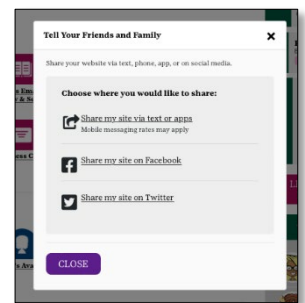 Tell Your Friends and Family
Share your website via text, phone, app, or on social media.
Choose where you would like to share:
Share my site via text or apps
Mobile messaging rates may apply
Share my site on Facebook
Share my site on Twitter
CLOSE